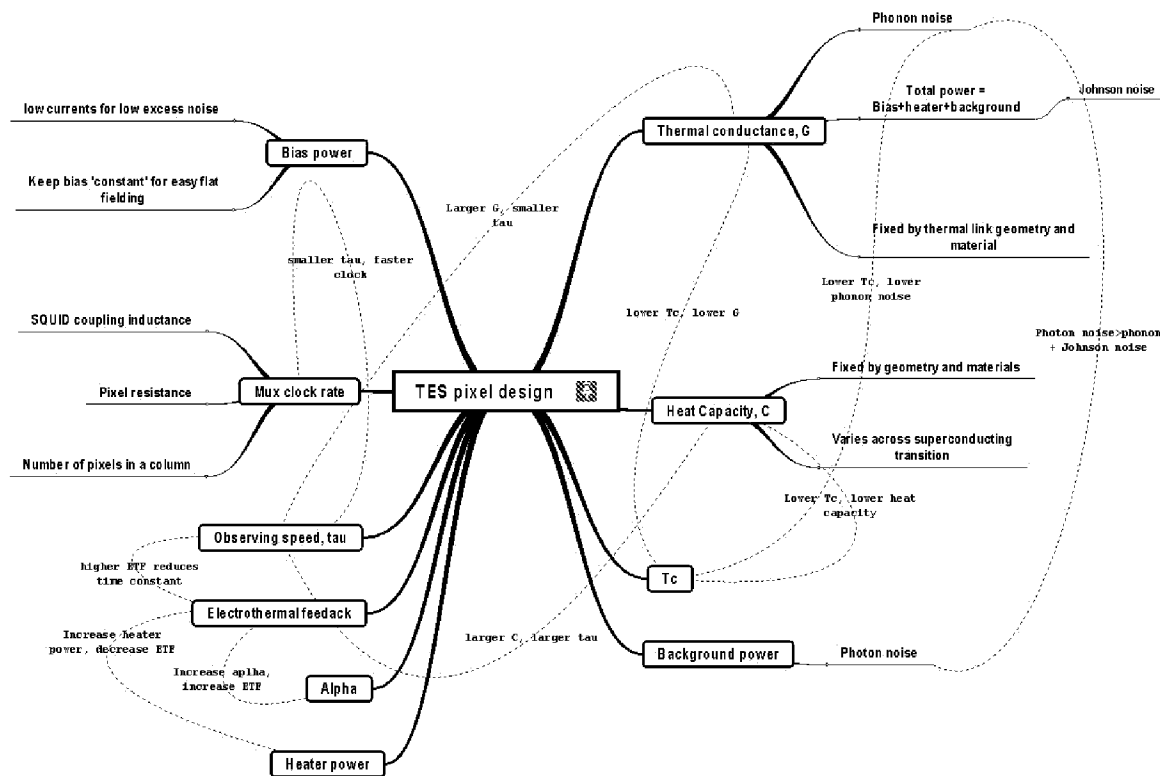 Phonon noise
low currents for low excess noise
Total power =
Bias+heater+background
Johnson noise
Thermal conductance, G
Bias power
Keep bias 'constant' for easy flat
fielding
Larger G, smaller
tau
Fixed by thermal link geometry and
material
smaller tau, faster
clock
Lower Tc, lower
phonon noise
lower Tc, lower G
SQUID coupling inductance
Photon noise>phonon
+ Johnson noise
Fixed by geometry and materials
Pixel resistance
Mux clock rate
TES pixel design
Heat Capacity, C
Varies across superconducting
transition
Number of pixels in a column
Lower Tc, lower heat
capacity
Observing speed, tau
higher ETF reduces
time constant
Tc
Electrothermal feedack
Increase heater
power, decrease ETF
larger C, larger tau
Background power
Photon noise
Increase aplha,
increase ETF
Alpha
Heater power